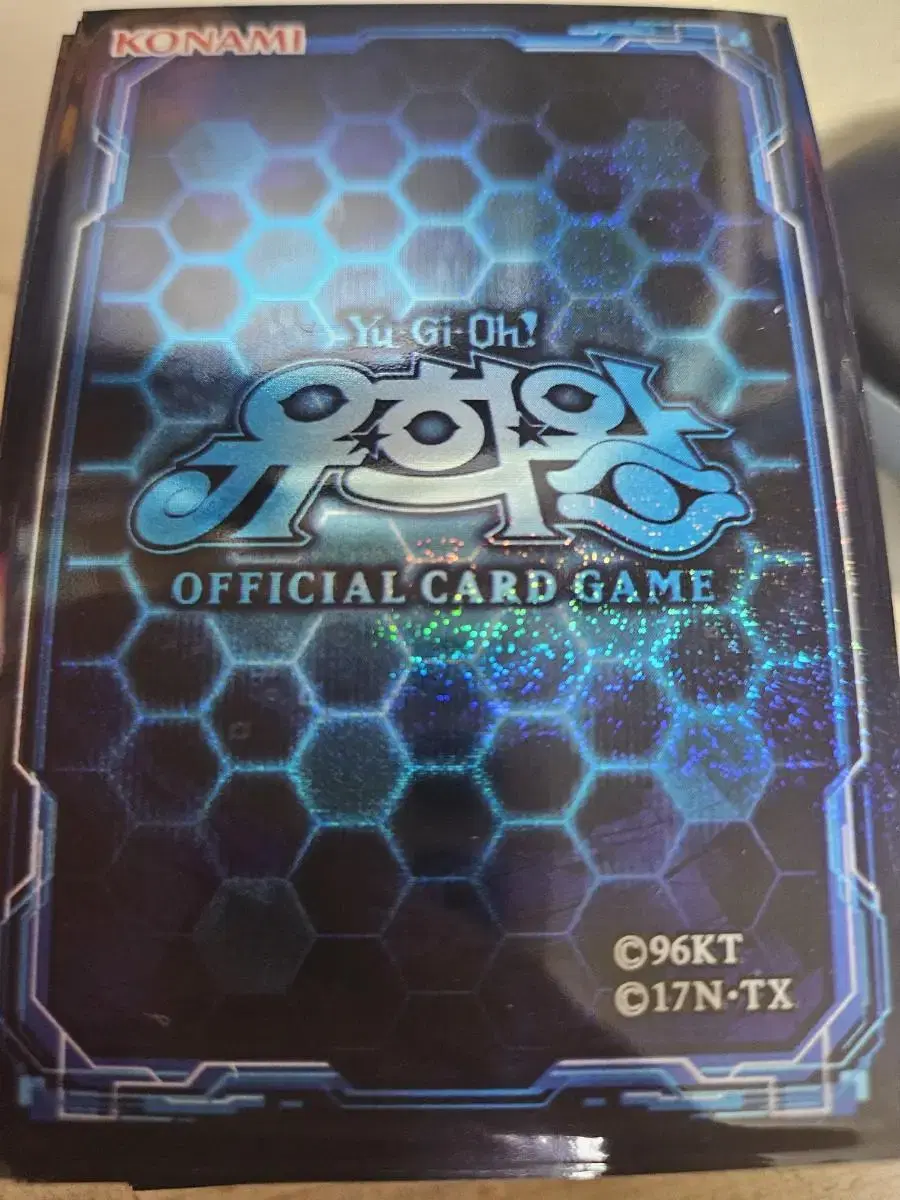 KONAMI
Yu-Gi-Oh!
유희왕
OFFICIAL CARD GAME
©96KT
©17N•TX